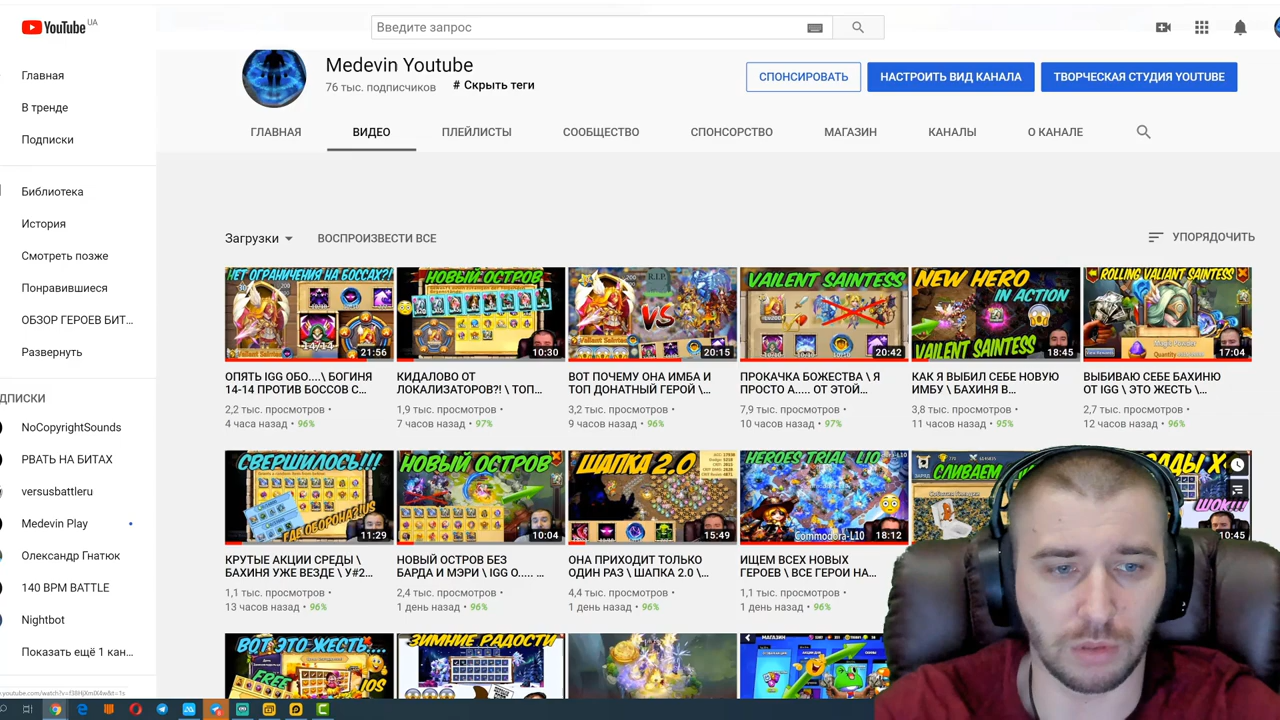 YouTube UA
Введите запрос
Главная
В тренде
Подписки
Библиотека
История
Смотреть позже
Понравившиеся
ОБЗОР ГЕРОЕВ БИТ...
Развернуть
ДПИСКИ
NoCopyrightSounds
РВАТЬ НА БИТАХ
versusbattleru
Medevin Play
Олександр Гнатюк
140 BPM BATTLE
Nightbot
Показать ещё 1 кан...
Medevin Youtube
76 тыс. подписчиков # Скрыть теги
СПОНСИРОВАТЬ
НАСТРОИТЬ ВИД КАНАЛА
ТВОРЧЕСКАЯ СТУДИЯ YOUTUBE
ГЛАВНАЯ ВИДЕО ПЛЕЙЛИСТЫ СООБЩЕСТВО СПОНСОРСТВО МАГАЗИН КАНАЛЫ О КАНАЛЕ
Загрузки ВОСПРОИЗВЕСТИ ВСЕ УПОРЯДОЧИТЬ
НЕТ ОГРАНИЧЕНИЯ НА БОССАХ?!
14/14
21:56
ОПЯТЬ IGG ОБО....\ БОГИНЯ
14-14 ПРОТИВ БОССОВ С...
2,2 тыс. просмотров •
4 часа назад • 96%
НОВЫЙ ОСТРОВ
10:30
КИДАЛОВО ОТ
ЛОКАЛИЗАТОРОВ?! \ ТОП...
1,9 тыс. просмотров •
7 часов назад • 97%
R.I.P.
VS
Valiant Saintess
20:15
ВОТ ПОЧЕМУ ОНА ИМБА И
ТОП ДОНАТНЫЙ ГЕРОЙ \...
3,2 тыс. просмотров •
9 часов назад • 96%
VAILENT SAINTESS
20:42
ПРОКАЧКА БОЖЕСТВА \ Я
ПРОСТО А..... ОТ ЭТОЙ...
7,9 тыс. просмотров •
10 часов назад • 97%
NEW HERO
IN ACTION
VAILENT SAINTESS
18:45
КАК Я ВЫБИЛ СЕБЕ НОВУЮ
ИМБУ \ БАХИНЯ В...
3,8 тыс. просмотров •
11 часов назад • 95%
ROLLING VALIANT SAINTESS
Magic Powder
Quantity
17:04
ВЫБИВАЮ СЕБЕ БАХИНЮ
ОТ IGG \ ЭТО ЖЕСТЬ \...
2,7 тыс. просмотров •
12 часов назад • 96%
СВЕРШИЛОСЬ!!!
11:29
КРУТЫЕ АКЦИИ СРЕДЫ \
БАХИНЯ УЖЕ ВЕЗДЕ \ У#2...
1,1 тыс. просмотров •
13 часов назад • 96%
НОВЫЙ ОСТРОВ
10:04
НОВЫЙ ОСТРОВ БЕЗ
БАРДА И МЭРИ \ IGG О..... ...
2,4 тыс. просмотров •
1 день назад • 96%
ШАПКА 2.0
15:49
ОНА ПРИХОДИТ ТОЛЬКО
ОДИН РАЗ \ ШАПКА 2.0 \...
4,4 тыс. просмотров •
1 день назад • 96%
HEROES TRIAL L10
Commodora-L10
18:12
ИЩЕМ ВСЕХ НОВЫХ
ГЕРОЕВ \ ВСЕ ГЕРОИ НА...
1,1 тыс. просмотров •
1 день назад • 96%
СЛИВАЕМ
ШОК!
10:45
ВОТ ЭТО ЖЕСТЬ...
FREE
ЗИМНИЕ РАДОСТИ
МАГАЗИН